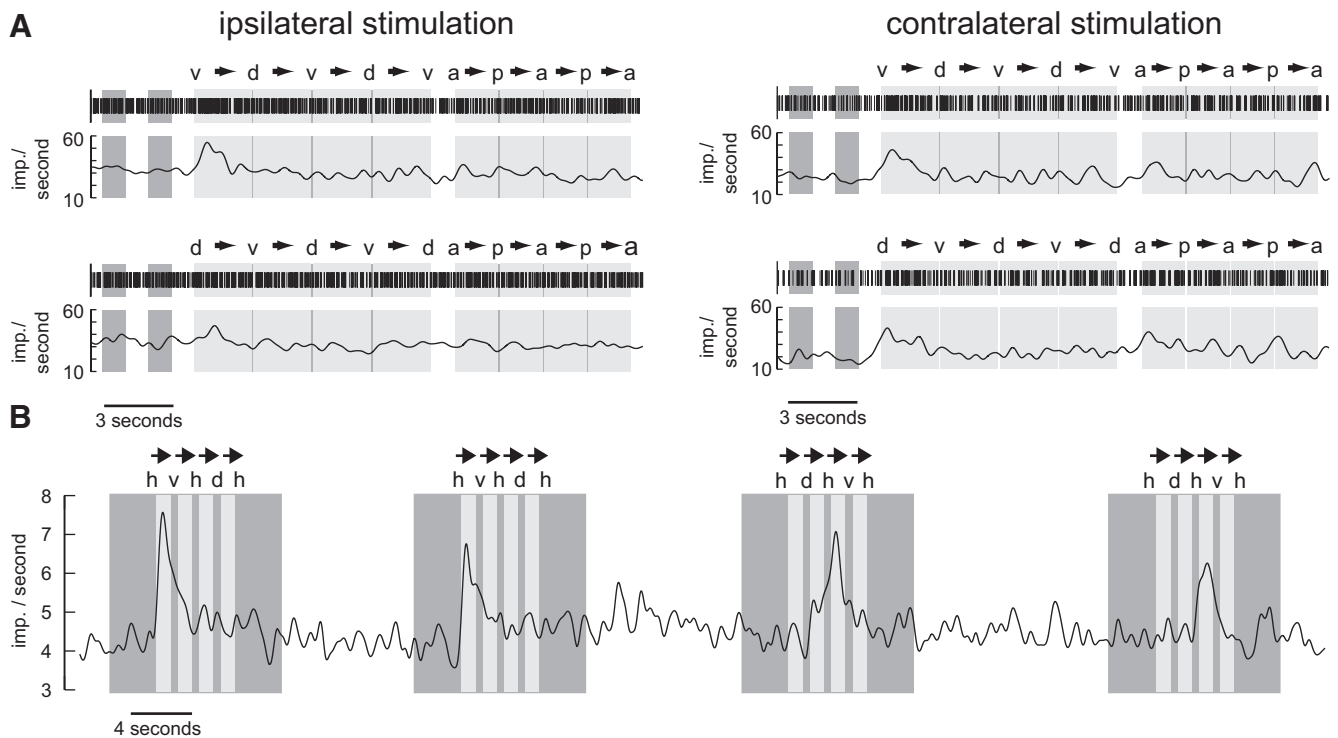 A
ipsilateral stimulation
contralateral stimulation
v d v d v a p a p a
60
imp./
second
10
v d v d v a p a p a
60
imp./
second
10
d v d v d a p a p a
60
imp./
second
10
3 seconds
d v d v d a p a p a
60
imp./
second
10
3 seconds
B
h v h d h
h v h d h
h d h v h
h d h v h
imp. / second
8
7
6
5
4
3
4 seconds